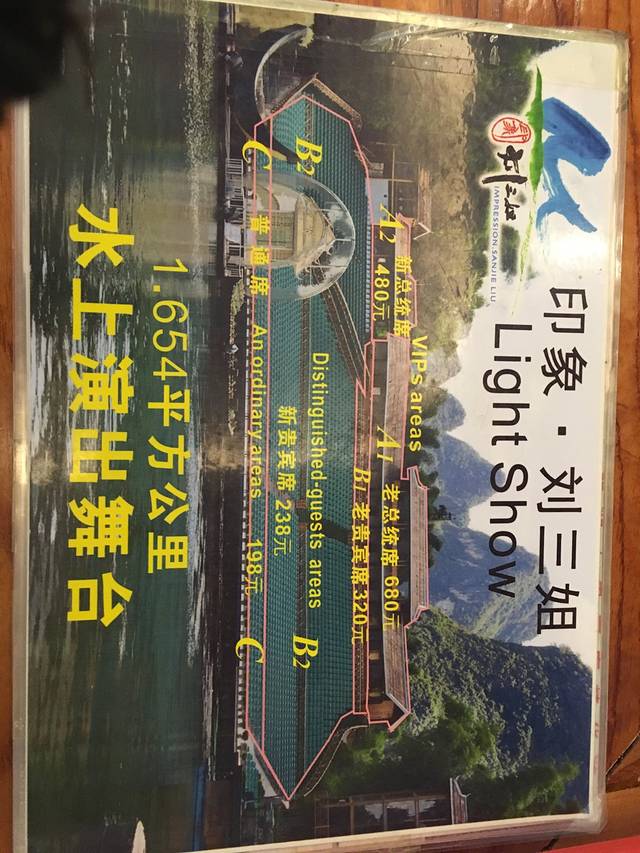 印象
刘三姐
IMPRESSION·SANJIE LIU
印象·刘三姐
Light Show
VIPs areas
A2 新总统席 480元
A1 老总统席 680元
B1 老贵宾席 320元
B2
Distinguished-guests areas
新贵宾席 238元
B2
C 普通席 An ordinary areas 198元 C
1.654平方公里
水上演出舞台